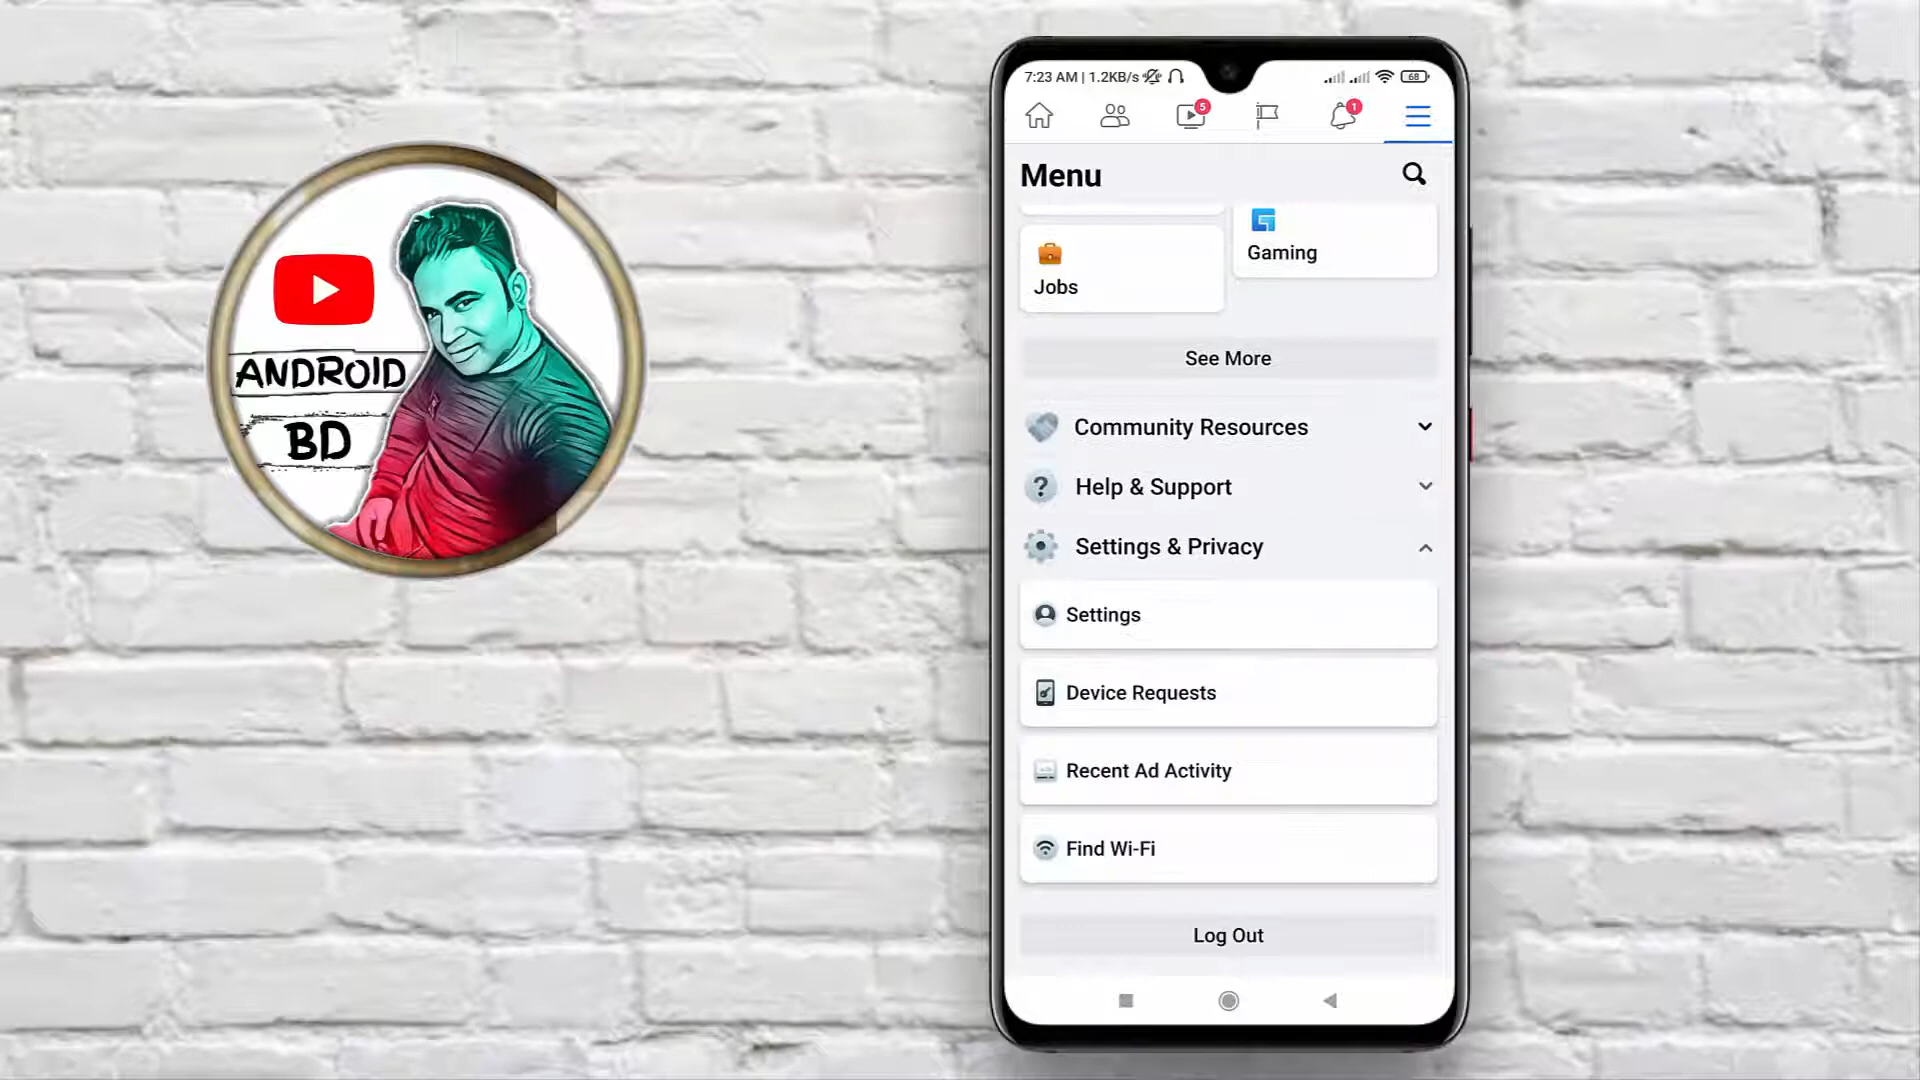 ANDROID
BD
7:23 AM | 1.2KB/s
68
5
1
Menu
Gaming
Jobs
See More
Community Resources
Help & Support
Settings & Privacy
Settings
Device Requests
Recent Ad Activity
Find Wi-Fi
Log Out